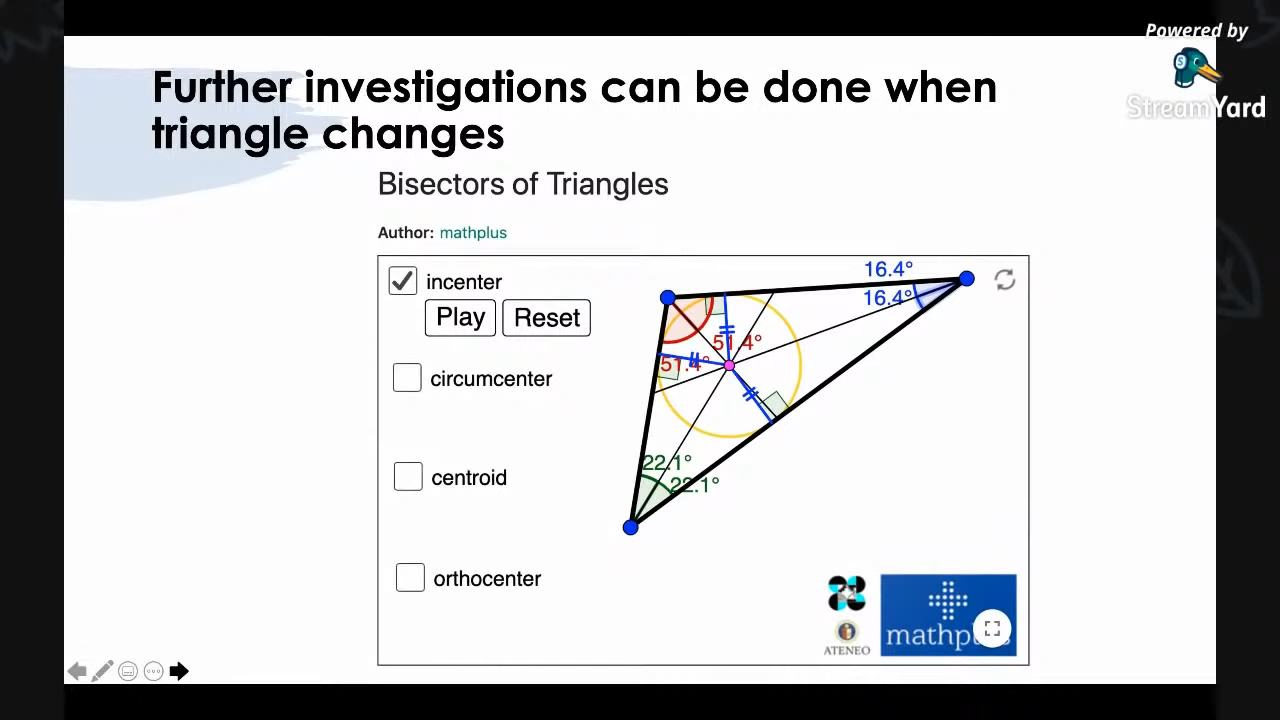 Powered by
StreamYard
Further investigations can be done when
triangle changes
Bisectors of Triangles
Author: mathplus
incenter
Play Reset
circumcenter
centroid
orthocenter
16.4°
16.4°
51.4°
51.4°
22.1°
22.1°
ATENEO